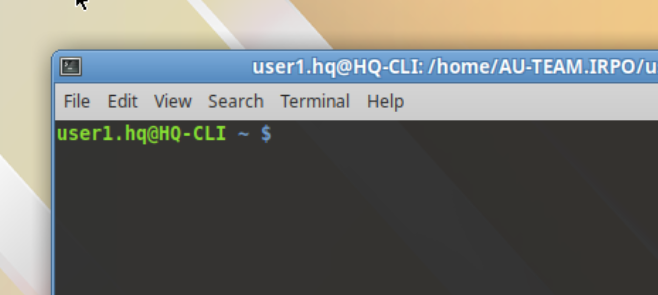 user1.hq@HQ-CLI: /home/AU-TEAM.IRPO/u
File Edit View Search Terminal Help
user1.hq@HQ-CLI ~ $